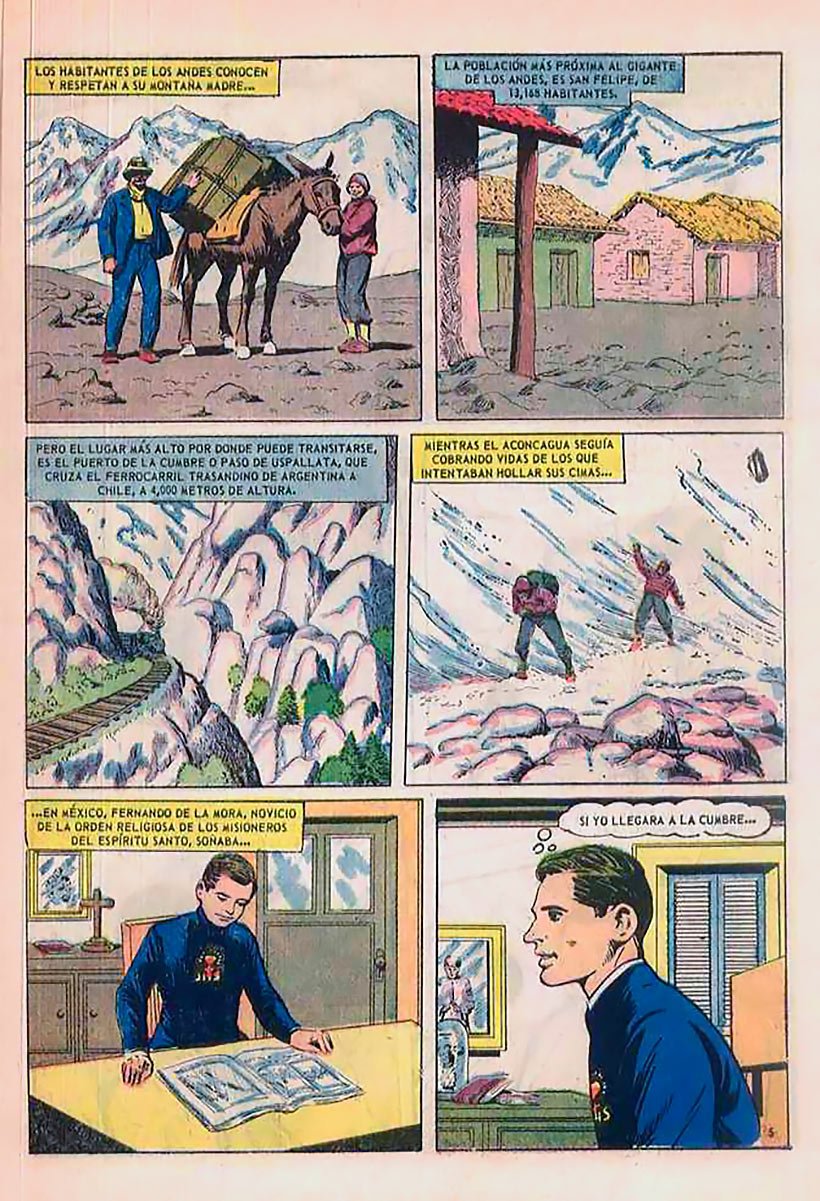 LOS HABITANTES DE LOS ANDES CONOCEN
Y RESPETAN A SU MONTAÑA MADRE...
LA POBLACIÓN MÁS PRÓXIMA AL GIGANTE
DE LOS ANDES, ES SAN FELIPE, DE
13,168 HABITANTES.
PERO EL LUGAR MÁS ALTO POR DONDE PUEDE TRANSITARSE,
ES EL PUERTO DE LA CUMBRE O PASO DE USPALLATA, QUE
CRUZA EL FERROCARRIL TRASANDINO DE ARGENTINA A
CHILE, A 4,000 METROS DE ALTURA.
MIENTRAS EL ACONCAGUA SEGUÍA
COBRANDO VIDAS DE LOS QUE
INTENTABAN HOLLAR SUS CIMAS...
...EN MÉXICO, FERNANDO DE LA MORA, NOVICIO
DE LA ORDEN RELIGIOSA DE LOS MISIONEROS
DEL ESPÍRITU SANTO, SOÑABA...
SI YO LLEGARA A LA CUMBRE...
5